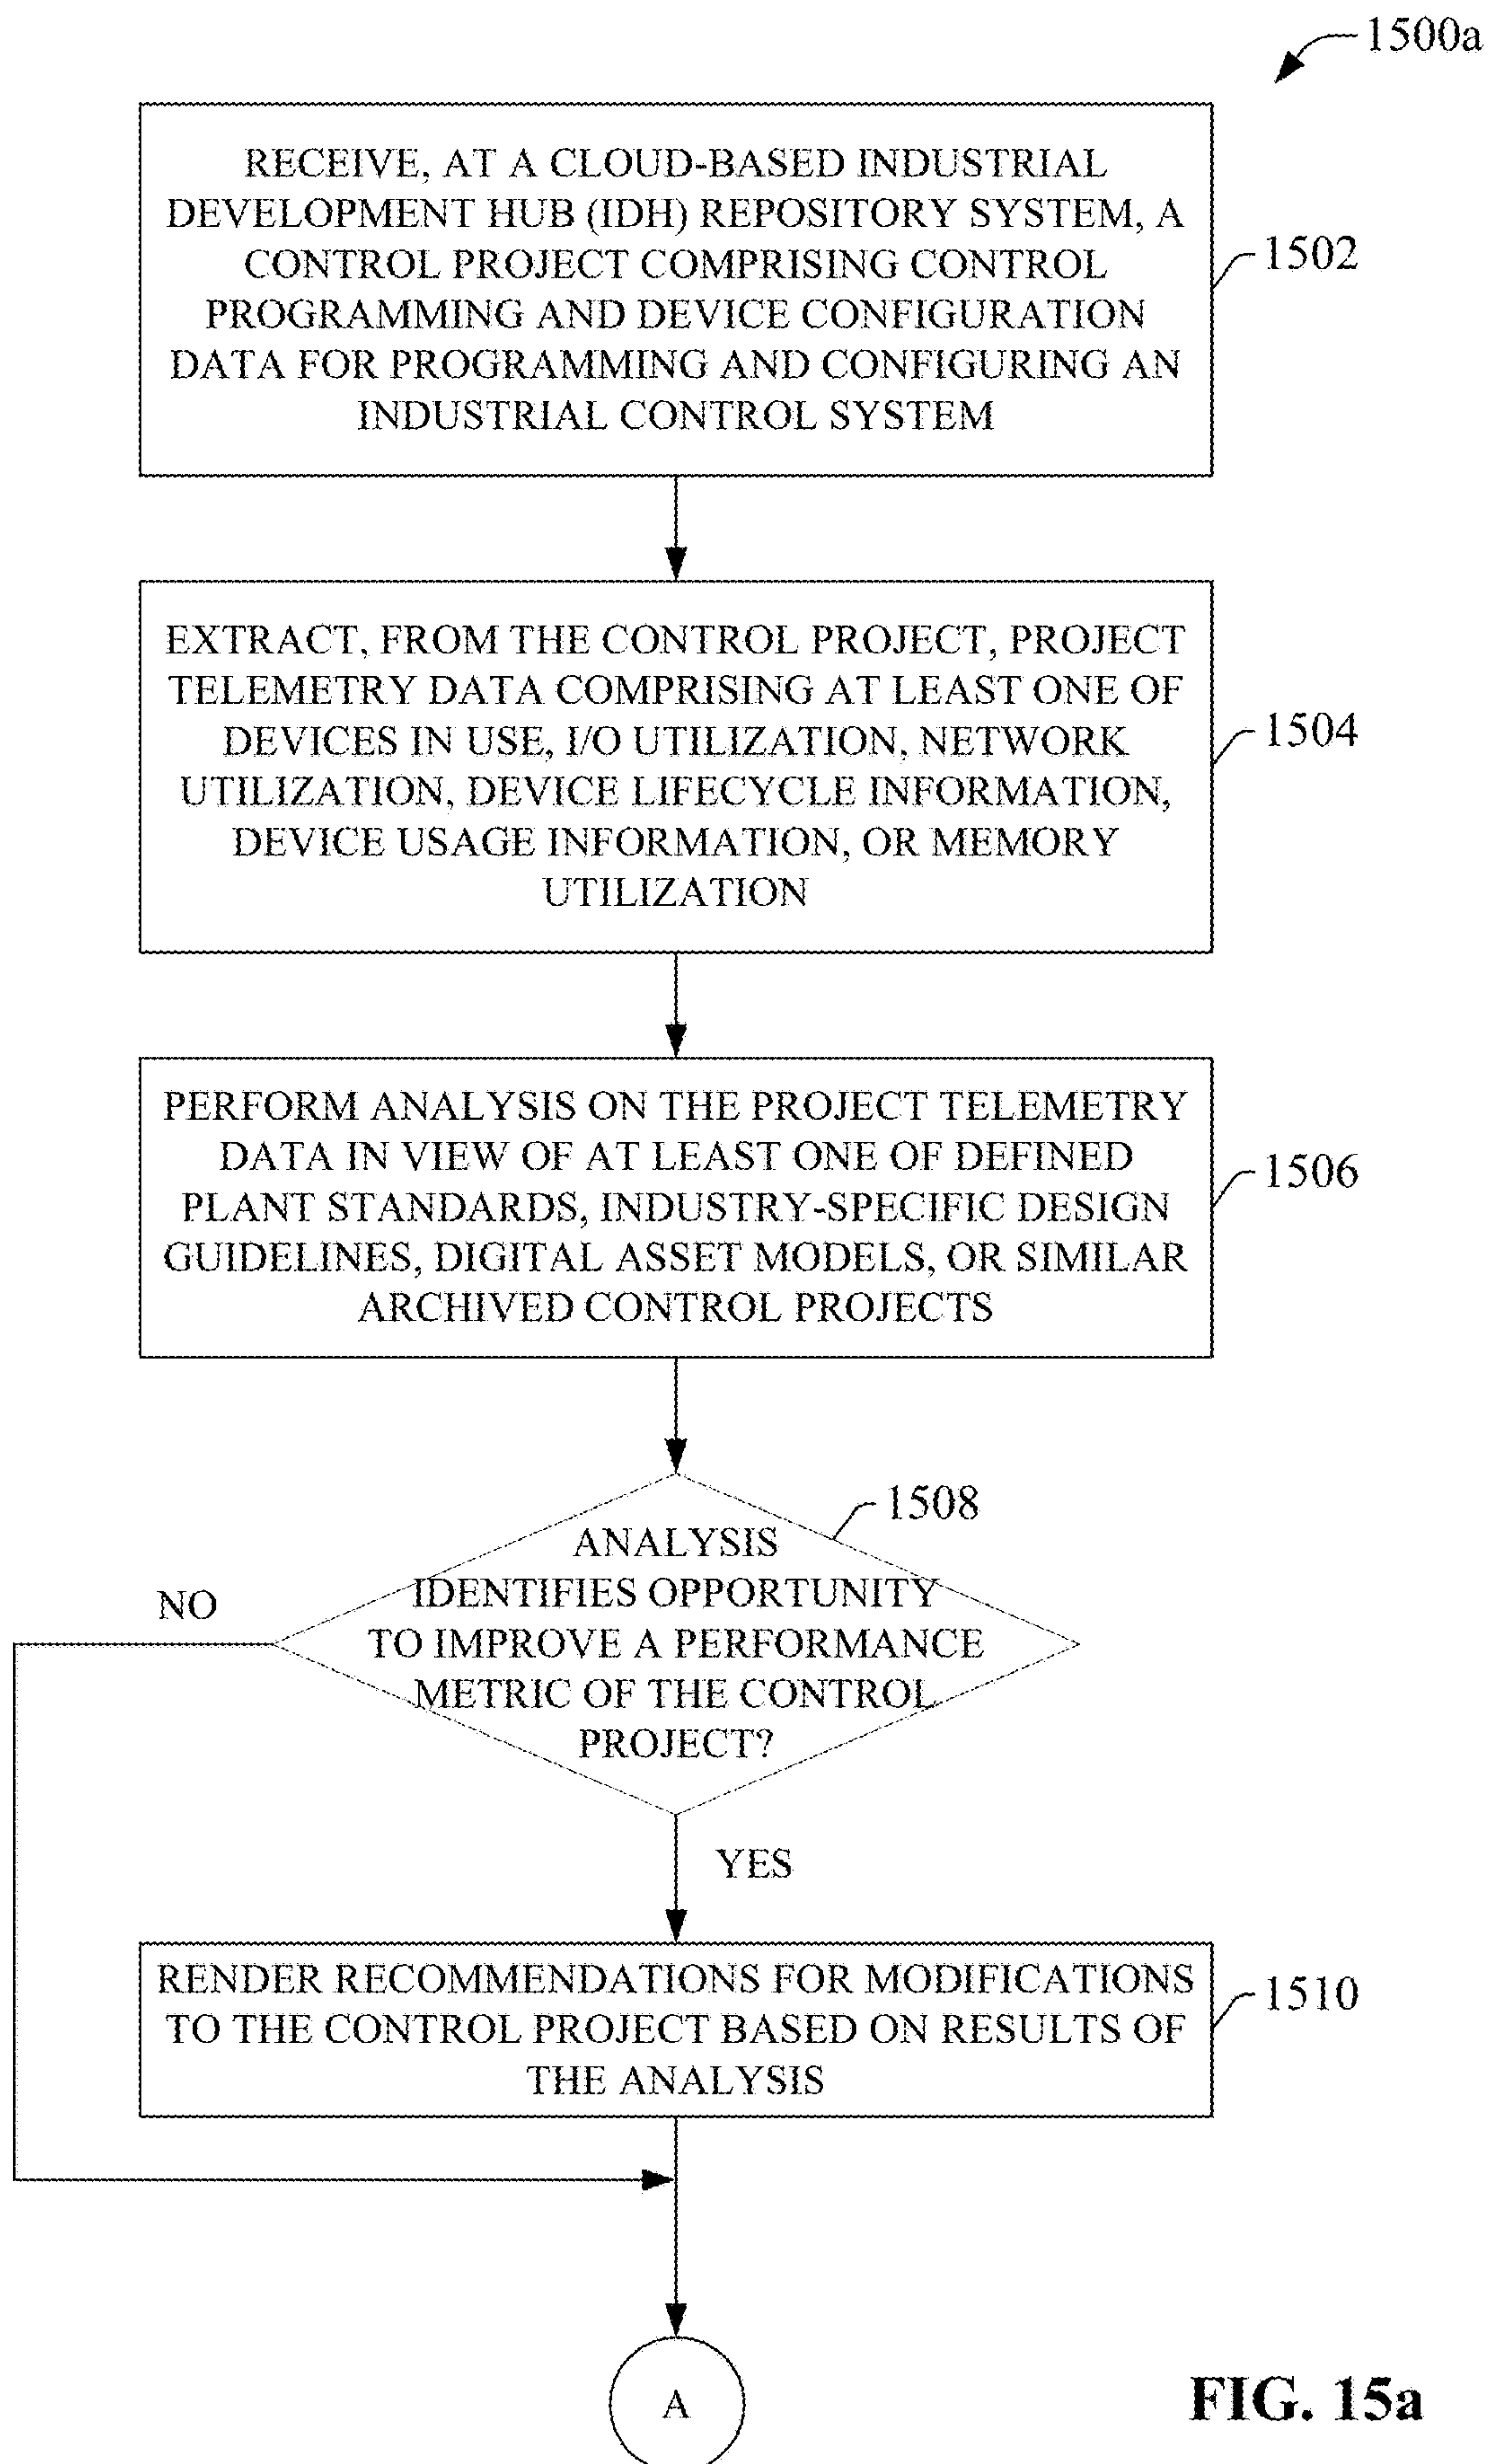 1500a
RECEIVE, AT A CLOUD-BASED INDUSTRIAL
DEVELOPMENT HUB (IDH) REPOSITORY SYSTEM, A
CONTROL PROJECT COMPRISING CONTROL
PROGRAMMING AND DEVICE CONFIGURATION
DATA FOR PROGRAMMING AND CONFIGURING AN
INDUSTRIAL CONTROL SYSTEM
1502
EXTRACT, FROM THE CONTROL PROJECT, PROJECT
TELEMETRY DATA COMPRISING AT LEAST ONE OF
DEVICES IN USE, I/O UTILIZATION, NETWORK
UTILIZATION, DEVICE LIFECYCLE INFORMATION,
DEVICE USAGE INFORMATION, OR MEMORY
UTILIZATION
1504
PERFORM ANALYSIS ON THE PROJECT TELEMETRY
DATA IN VIEW OF AT LEAST ONE OF DEFINED
PLANT STANDARDS, INDUSTRY-SPECIFIC DESIGN
GUIDELINES, DIGITAL ASSET MODELS, OR SIMILAR
ARCHIVED CONTROL PROJECTS
1506
1508
ANALYSIS
IDENTIFIES OPPORTUNITY
TO IMPROVE A PERFORMANCE
METRIC OF THE CONTROL
PROJECT?
NO
YES
RENDER RECOMMENDATIONS FOR MODIFICATIONS
TO THE CONTROL PROJECT BASED ON RESULTS OF
THE ANALYSIS
1510
A
FIG. 15a